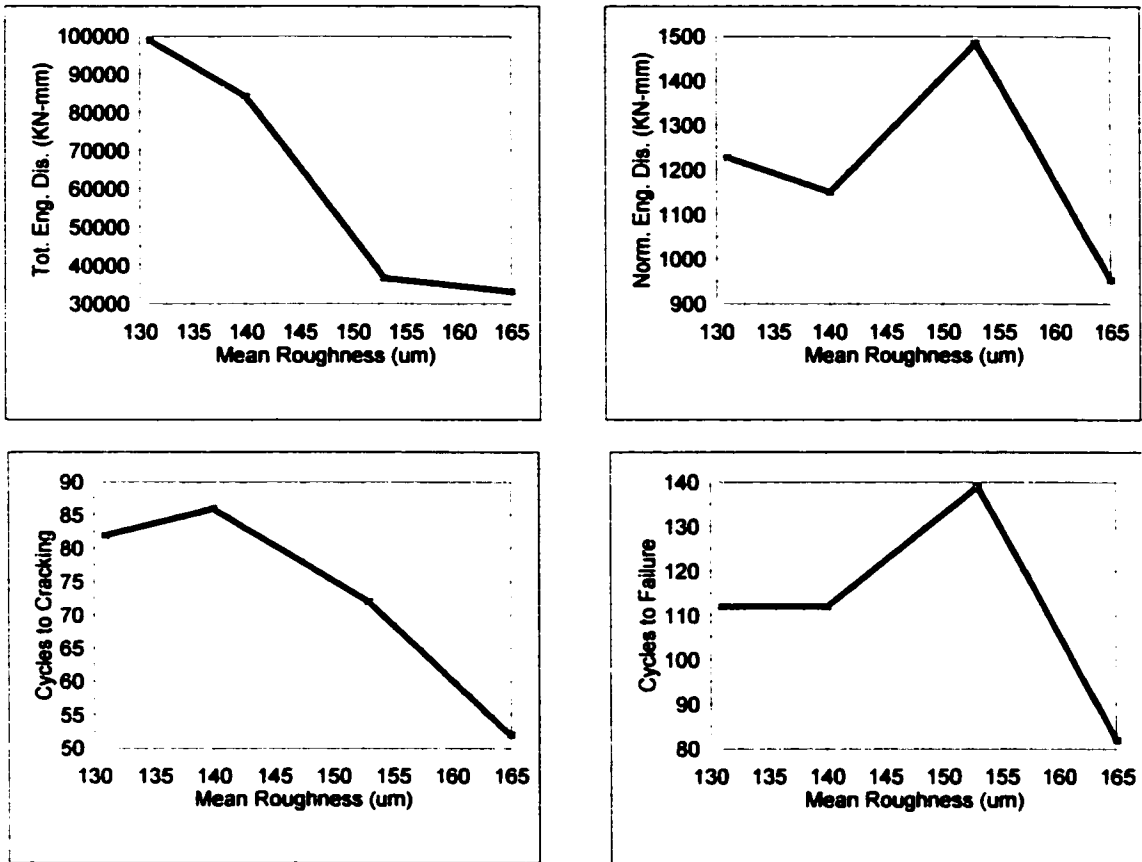 Tot. Eng. Dis. (KN-mm)
100000
90000
80000
70000
60000
50000
40000
30000
130 135 140 145 150 155 160 165
Mean Roughness (um)
Norm. Eng. Dis. (KN-mm)
1500
1400
1300
1200
1100
1000
900
130 135 140 145 150 155 160 165
Mean Roughness (um)
Cycles to Cracking
90
85
80
75
70
65
60
55
50
130 135 140 145 150 155 160 165
Mean Roughness (um)
Cycles to Failure
140
130
120
110
100
90
80
130 135 140 145 150 155 160 165
Mean Roughness (um)